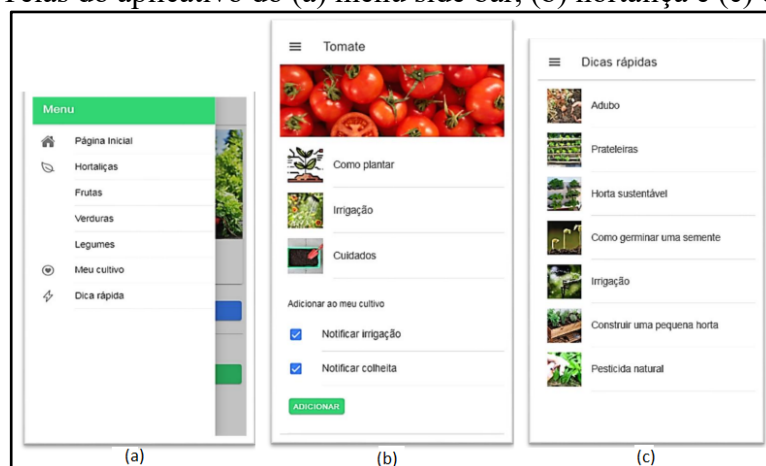 Telas do aplicativo do (a) menu side bar, (b) hortaliça e (c)
Menu
Página Inicial
Hortaliças
Frutas
Verduras
Legumes
Meu cultivo
Dica rápida
(a)
Tomate
Como plantar
Irrigação
Cuidados
Adicionar ao meu cultivo
Notificar irrigação
Notificar colheita
ADICIONAR
(b)
Dicas rápidas
Adubo
Prateleiras
Horta sustentável
Como germinar uma semente
Irrigação
Construir uma pequena horta
Pesticida natural
(c)